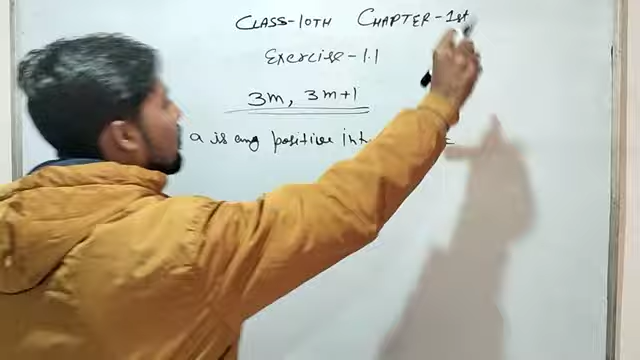 CLASS-10TH CHAPTER-1st
Exercise-1.1
3m, 3m+1
a is any positive int